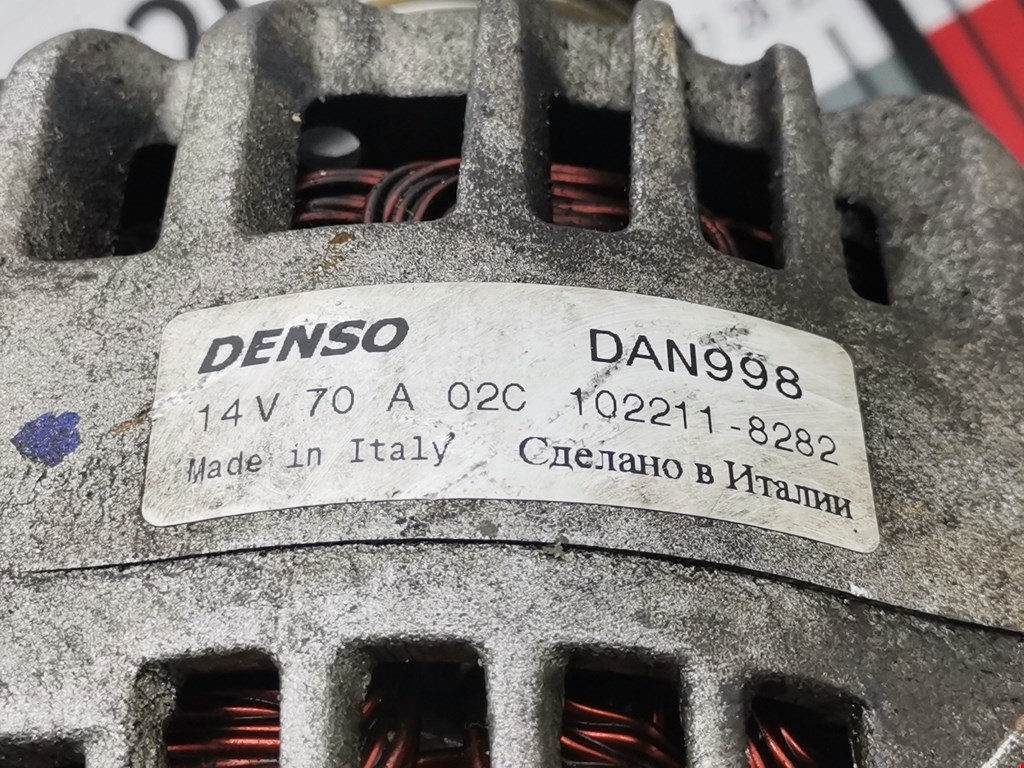 DENSO DAN998
14V 70 A 02C 102211-8282
Made in Italy Сделано в Италии